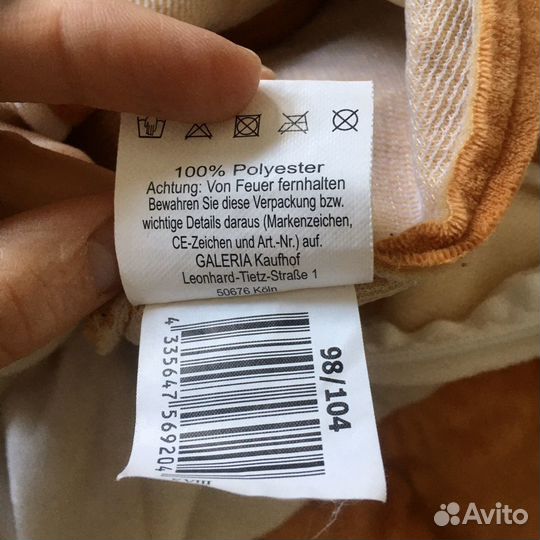 100% Polyester
Achtung: Von Feuer fernhalten
Bewahren Sie diese Verpackung bzw.
wichtige Details daraus (Markenzeichen,
CE-Zeichen und Art.-Nr.) auf.
GALERIA Kaufhof
Leonhard-Tietz-Straße 1
50676 Köln
98/104
4 335647 569204
Avito